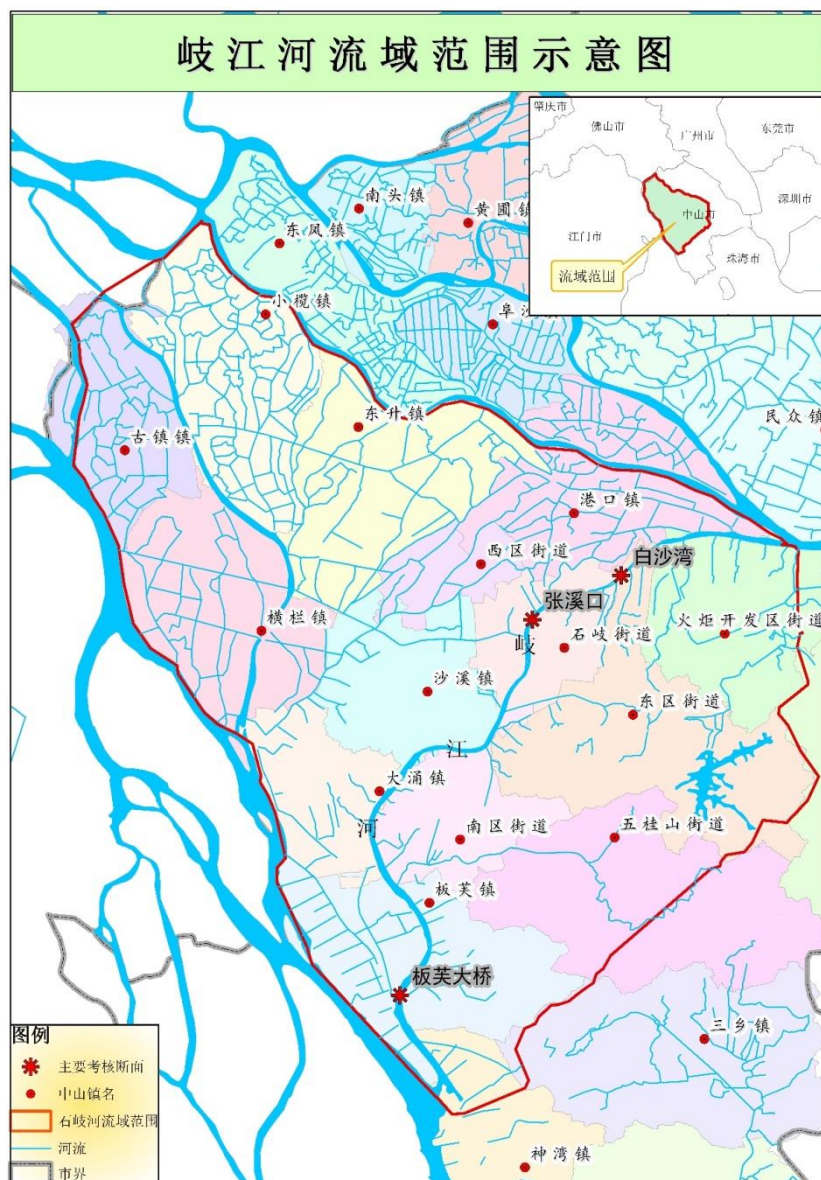 岐江河流域范围示意图
肇庆市
佛山市
广州市
东莞市
中山市
深圳市
江门市
珠海市
流域范围
南头镇
黄圃镇
东凤镇
小榄镇
阜沙镇
东升镇
民众镇
古镇镇
港口镇
西区街道
白沙湾
张溪口
横栏镇
岐
石岐街道
火炬开发区街道
沙溪镇
东区街道
江
大涌镇
河
南区街道
五桂山街道
板芙镇
板芙大桥
三乡镇
神湾镇
图例
主要考核断面
中山镇名
石岐河流域范围
河流
市界